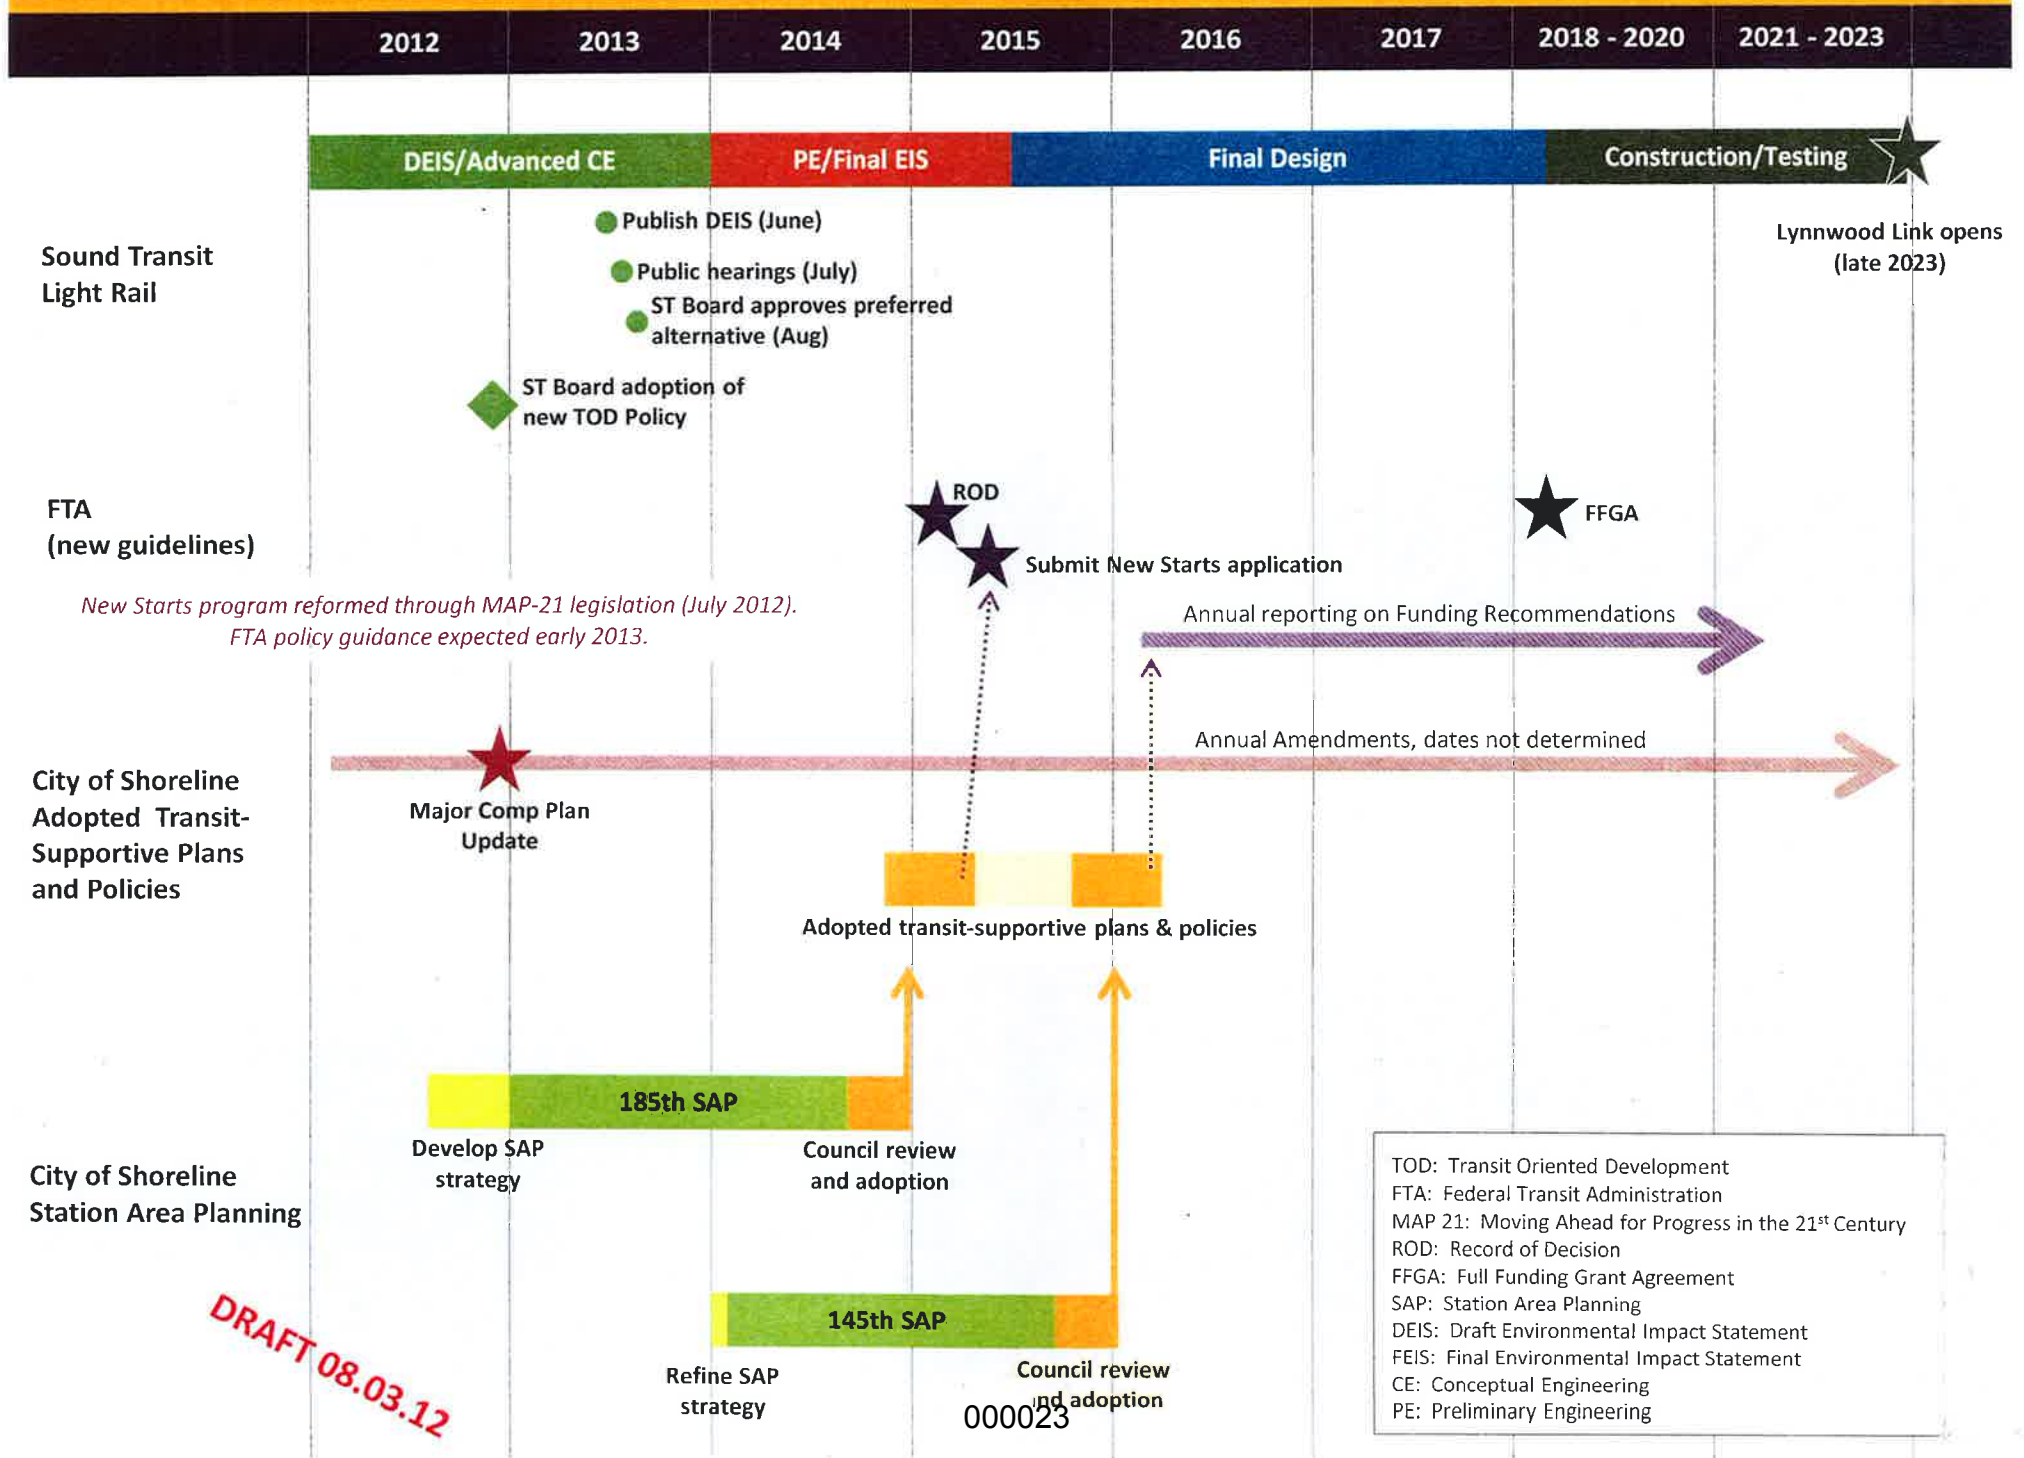 2012 2013 2014 2015 2016 2017 2018 - 2020 2021 - 2023
DEIS/Advanced CE PE/Final EIS Final Design Construction/Testing
Sound Transit
Light Rail
Publish DEIS (June)
Public hearings (July)
ST Board approves preferred
alternative (Aug)
ST Board adoption of
new TOD Policy
Lynnwood Link opens
(late 2023)
FTA
(new guidelines)
ROD
Submit New Starts application
FFGA
New Starts program reformed through MAP-21 legislation (July 2012).
FTA policy guidance expected early 2013.
Annual reporting on Funding Recommendations
City of Shoreline
Adopted Transit-
Supportive Plans
and Policies
Annual Amendments, dates not determined
Major Comp Plan
Update
Adopted transit-supportive plans & policies
City of Shoreline
Station Area Planning
185th SAP
Develop SAP
strategy
Council review
and adoption
145th SAP
Refine SAP
strategy
Council review
nd adoption
DRAFT 08.03.12
000023
TOD: Transit Oriented Development
FTA: Federal Transit Administration
MAP 21: Moving Ahead for Progress in the 21st Century
ROD: Record of Decision
FFGA: Full Funding Grant Agreement
SAP: Station Area Planning
DEIS: Draft Environmental Impact Statement
FEIS: Final Environmental Impact Statement
CE: Conceptual Engineering
PE: Preliminary Engineering